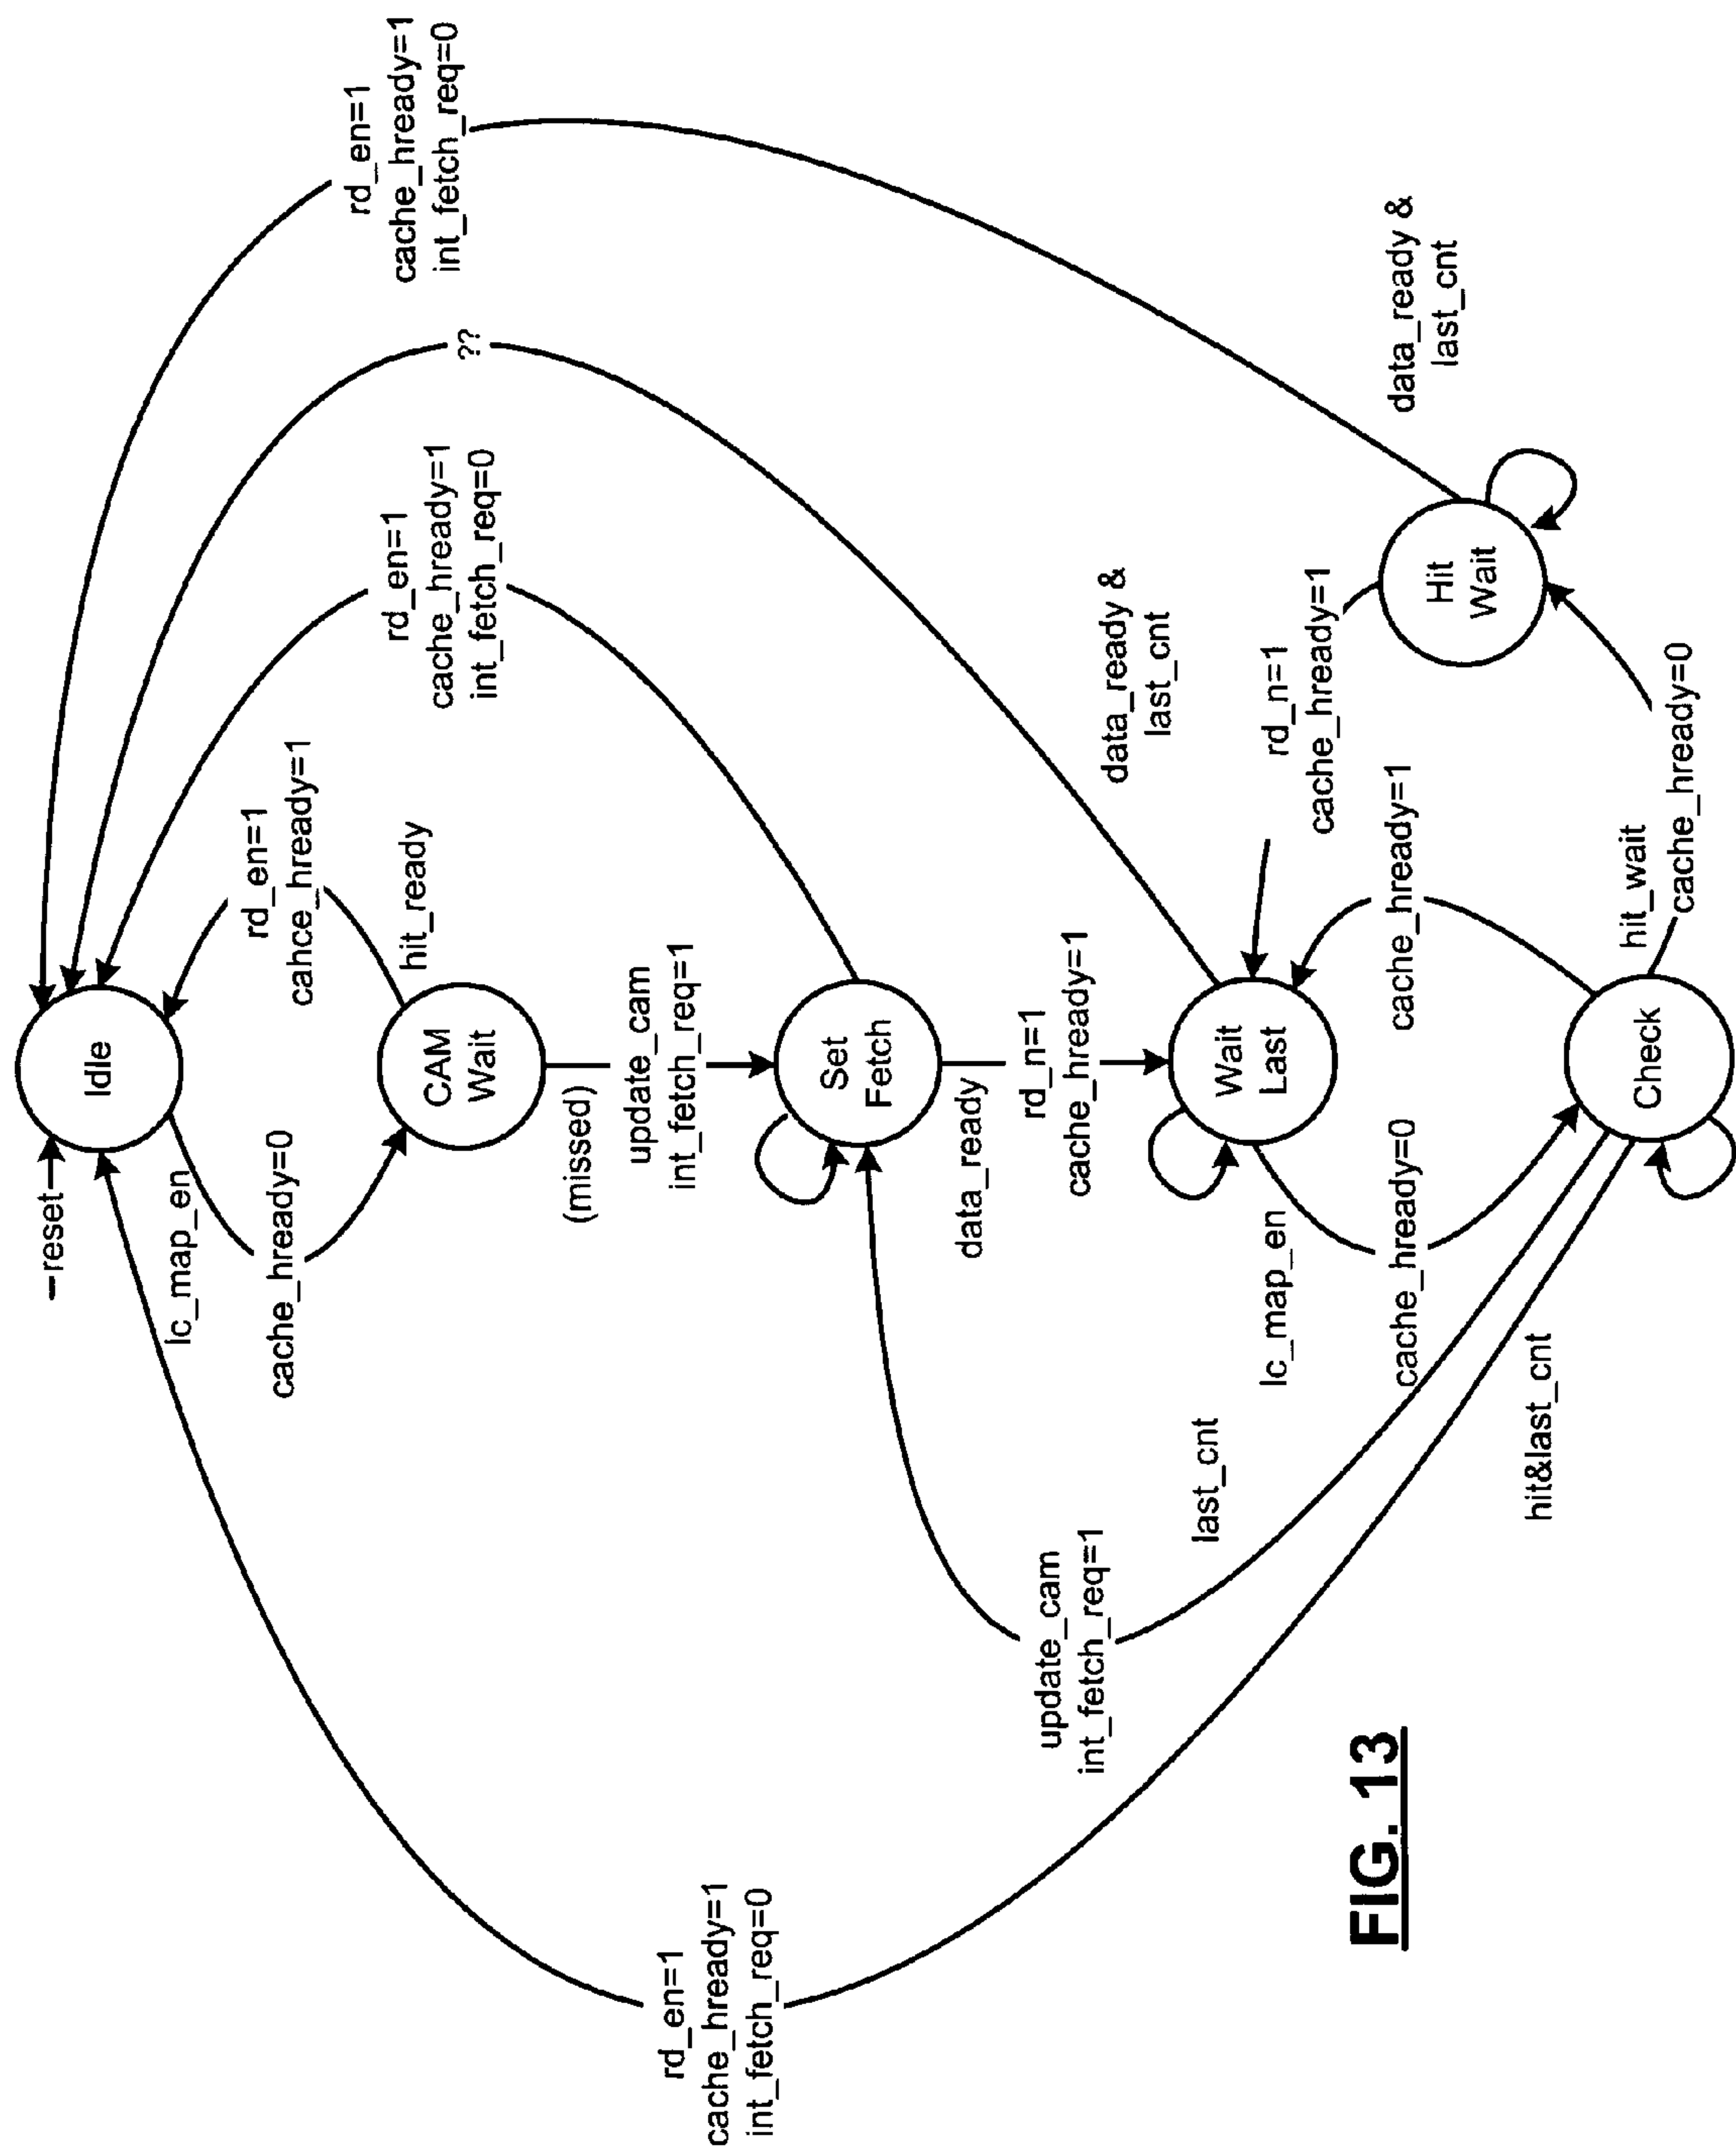 --reset
Idle
lc_map_en
cache_hready=0
rd_en=1
cahce_hready=1
hit_ready
CAM
Wait
(missed)
update_cam
int_fetch_req=1
rd_en=1
cache_hready=1
int_fetch_req=0
??
rd_en=1
cache_hready=1
int_fetch_req=0
Set
Fetch
data_ready
rd_n=1
cache_hready=1
data_ready &
last_cnt
Wait
Last
lc_map_en
cache_hready=0
rd_n=1
cache_hready=1
cache_hready=1
data_ready &
last_cnt
Hit
Wait
hit_wait
cache_hready=0
Check
last_cnt
update_cam
int_fetch_req=1
hit&last_cnt
rd_en=1
cache_hready=1
int_fetch_req=0
FIG. 13